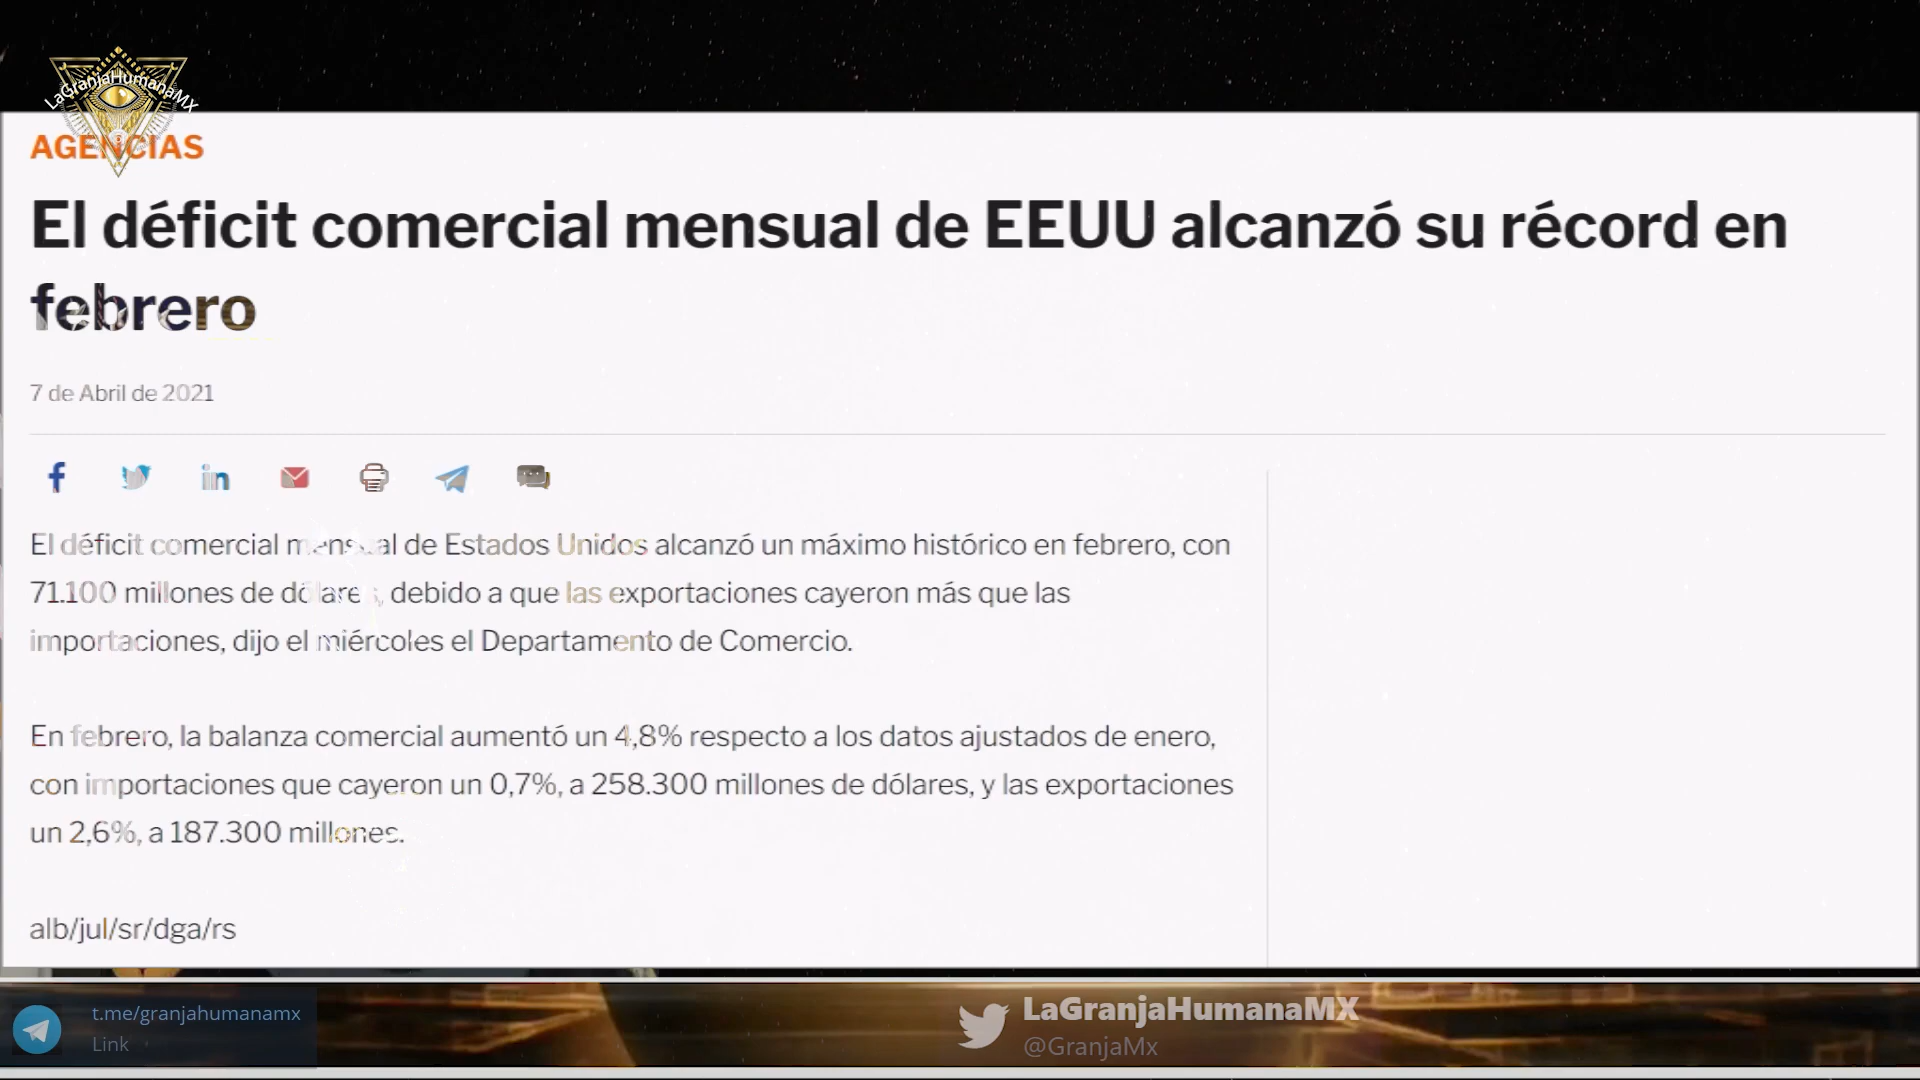 LaGranjaHumanaMX
AGENCIAS
El déficit comercial mensual de EEUU alcanzó su récord en
febrero
7 de Abril de 2021
El déficit comercial mensual de Estados Unidos alcanzó un máximo histórico en febrero, con
71.100 millones de dólares, debido a que las exportaciones cayeron más que las
importaciones, dijo el miércoles el Departamento de Comercio.
En febrero, la balanza comercial aumentó un 4,8% respecto a los datos ajustados de enero,
con importaciones que cayeron un 0,7%, a 258.300 millones de dólares, y las exportaciones
un 2,6%, a 187.300 millones.
alb/jul/sr/dga/rs
t.me/granjahumanamx
Link
LaGranjaHumanaMX
@GranjaMx